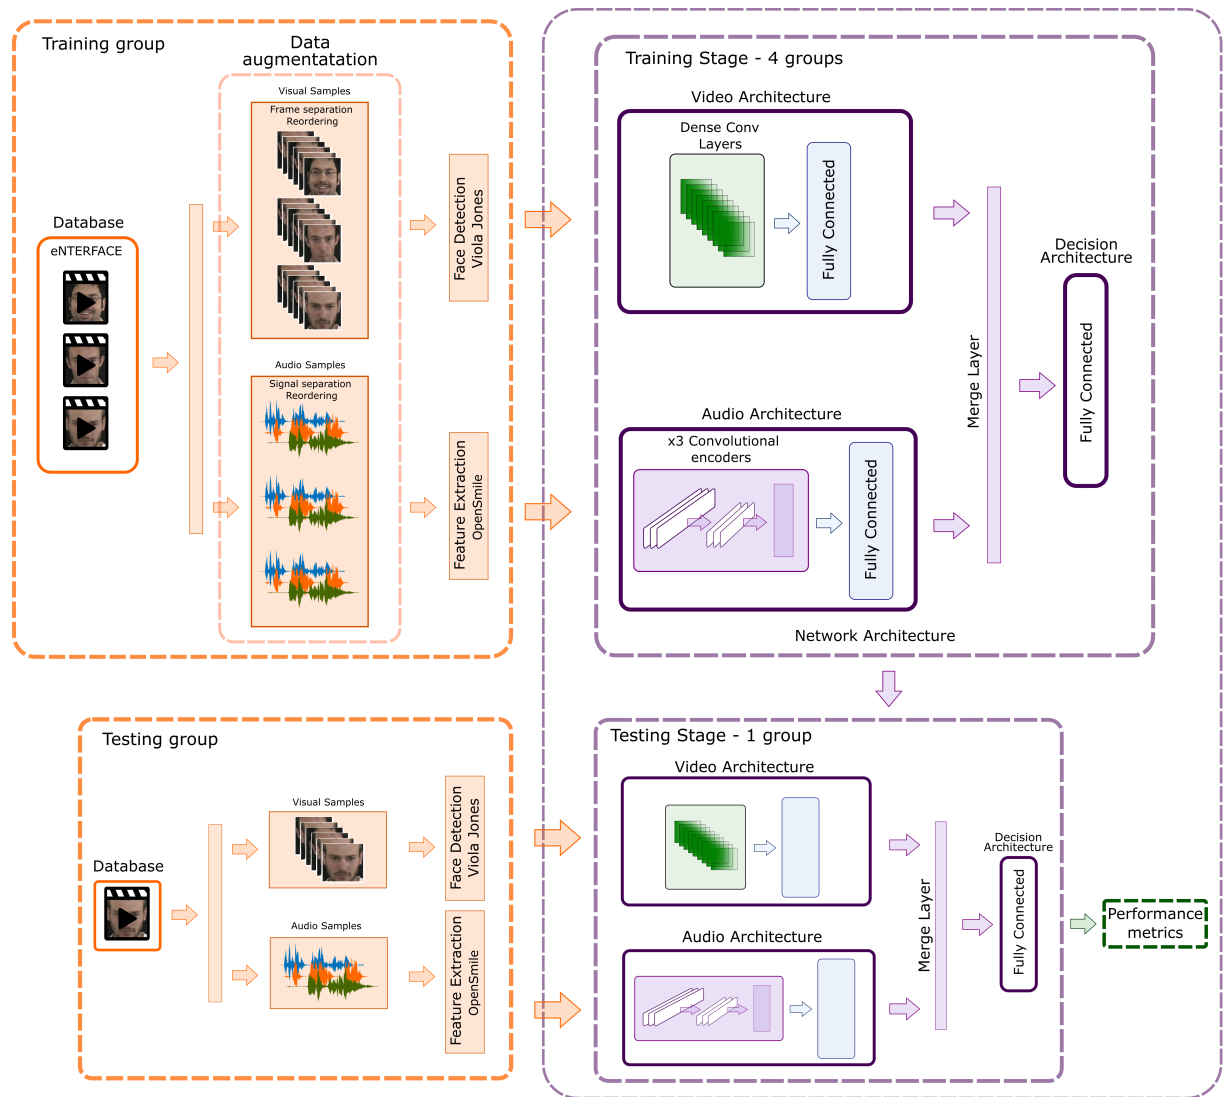 Training group
Data
augmentatation
Visual Samples
Frame separation
Reordering
Database
eNTERFACE
Face Detection
Viola Jones
Audio Samples
Signal separation
Reordering
Feature Extraction
OpenSmile
Training Stage - 4 groups
Video Architecture
Dense Conv
Layers
Fully Connected
Audio Architecture
x3 Convolutional
encoders
Fully Connected
Merge Layer
Decision
Architecture
Fully Connected
Network Architecture
Testing group
Database
Visual Samples
Face Detection
Viola Jones
Audio Samples
Feature Extraction
OpenSmile
Testing Stage - 1 group
Video Architecture
Audio Architecture
Merge Layer
Decision
Architecture
Fully Connected
Performance
metrics